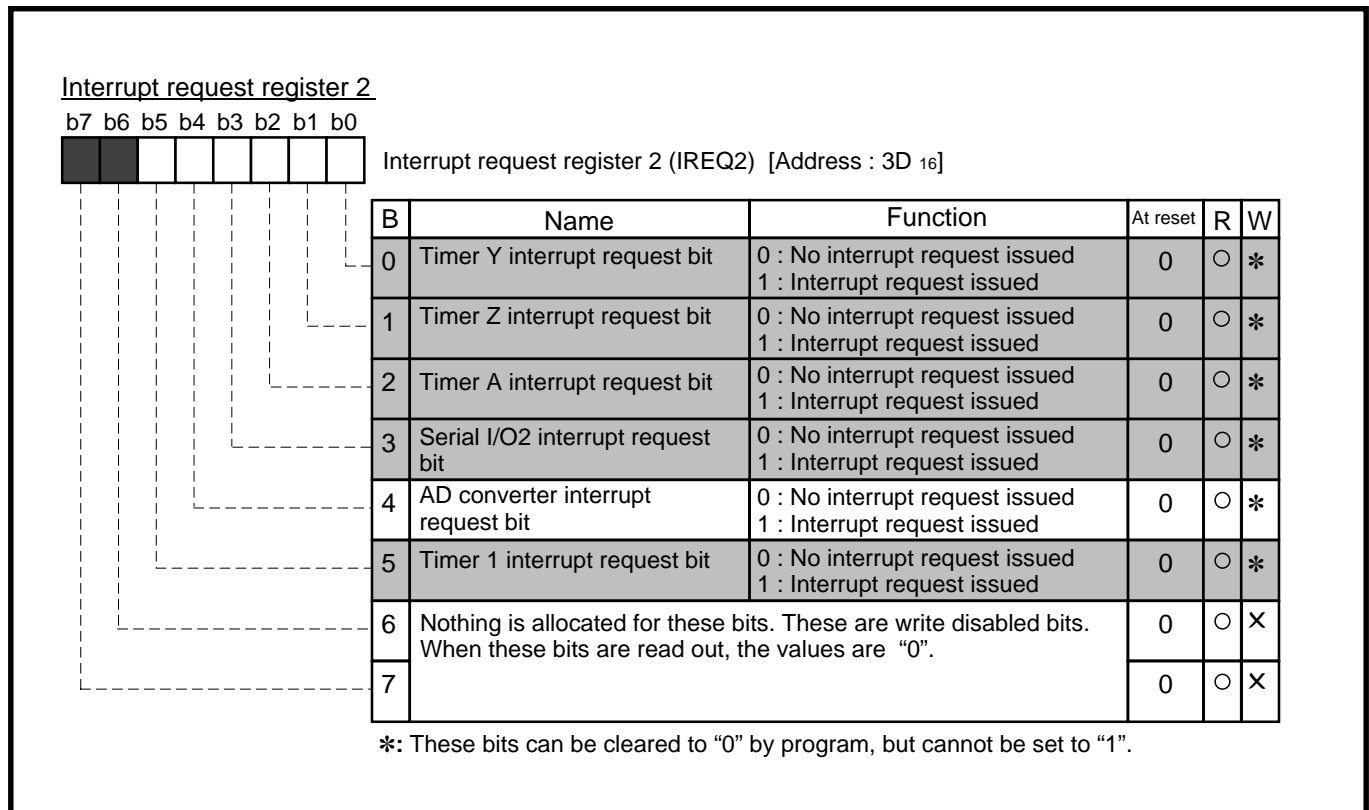 Interrupt request register 2
b7 b6 b5 b4 b3 b2 b1 b0
Interrupt request register 2 (IREQ2) [Address : 3D 16]
B Name Function At reset R W
0 Timer Y interrupt request bit 0 : No interrupt request issued 0 ○ ✻
1 : Interrupt request issued
1 Timer Z interrupt request bit 0 : No interrupt request issued 0 ○ ✻
1 : Interrupt request issued
2 Timer A interrupt request bit 0 : No interrupt request issued 0 ○ ✻
1 : Interrupt request issued
3 Serial I/O2 interrupt request 0 : No interrupt request issued 0 ○ ✻
bit 1 : Interrupt request issued
4 AD converter interrupt 0 : No interrupt request issued 0 ○ ✻
request bit 1 : Interrupt request issued
5 Timer 1 interrupt request bit 0 : No interrupt request issued 0 ○ ✻
1 : Interrupt request issued
6 Nothing is allocated for these bits. These are write disabled bits. 0 ○ ×
When these bits are read out, the values are “0”.
7 0 ○ ×
✻: These bits can be cleared to “0” by program, but cannot be set to “1”.